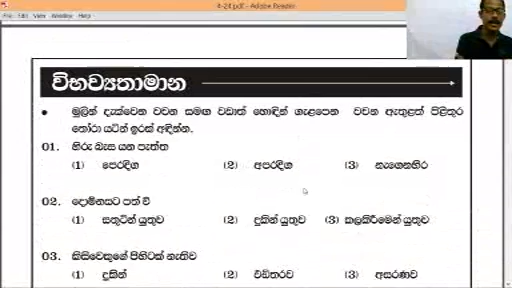 4-24.pdf - Adobe Reader
File Edit View Window Help
විභව්‍යතාමාන
• මුලින් දැක්වෙන වචන සමඟ වඩාත් හොඳින් ගැළපෙන වචන ඇතුළත් පිළිතුර
තෝරා යටින් ඉරක් අඳින්න.
01. හිරු බැස යන පැත්ත
(1) පෙරදිග (2) අපරදිග (3) නැගෙනහිර
02. දොම්නසට පත් වී
(1) සතුටින් යුතුව (2) දුකින් යුතුව (3) කලකිරීමෙන් යුතුව
03. කිසිවෙකුගේ පිහිටක් නැතිව
(1) දුකින් (2) විඩාතරව (3) අසරණව